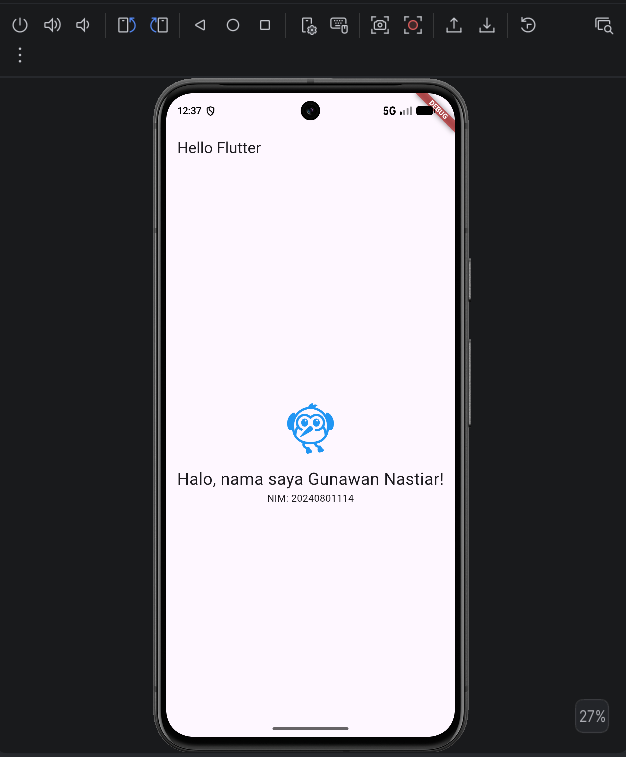 12:37
5G
DEBUG
Hello Flutter
Halo, nama saya Gunawan Nastiar!
NIM: 20240801114
27%